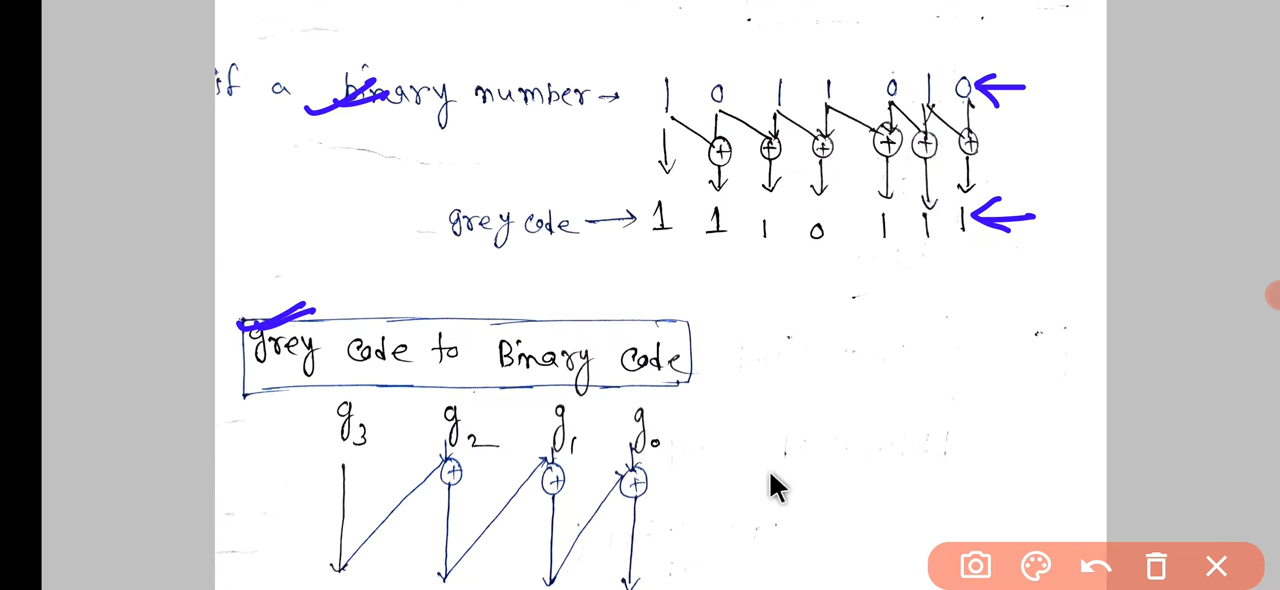 if a binary number → 1 0 1 1 0 1 0
+ + + + + +
grey code → 1 1 1 0 1 1 1
grey code to Binary code
g3 g2 g1 g0
+ + +